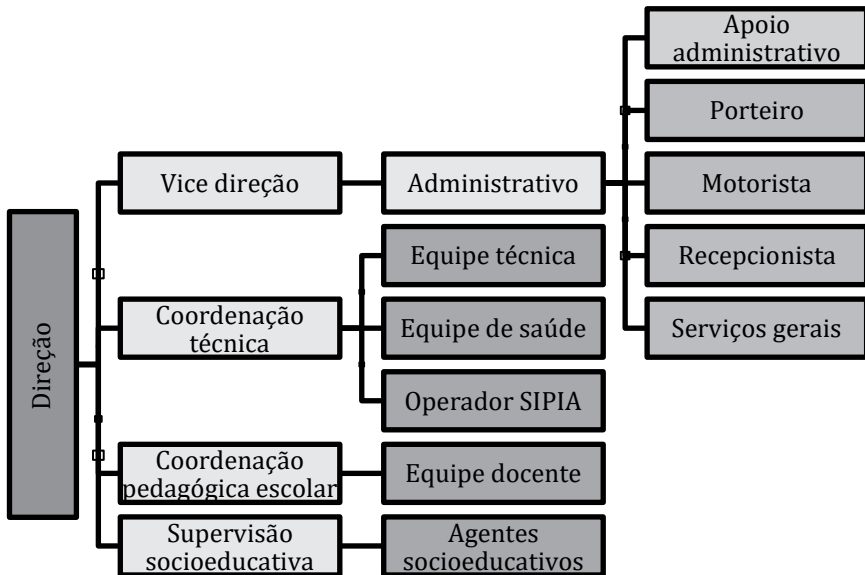 Direção
Vice direção
Administrativo
Apoio
administrativo
Porteiro
Motorista
Recepcionista
Serviços gerais
Coordenação
técnica
Equipe técnica
Equipe de saúde
Operador SIPIA
Coordenação
pedagógica escolar
Equipe docente
Supervisão
socioeducativa
Agentes
socioeducativos